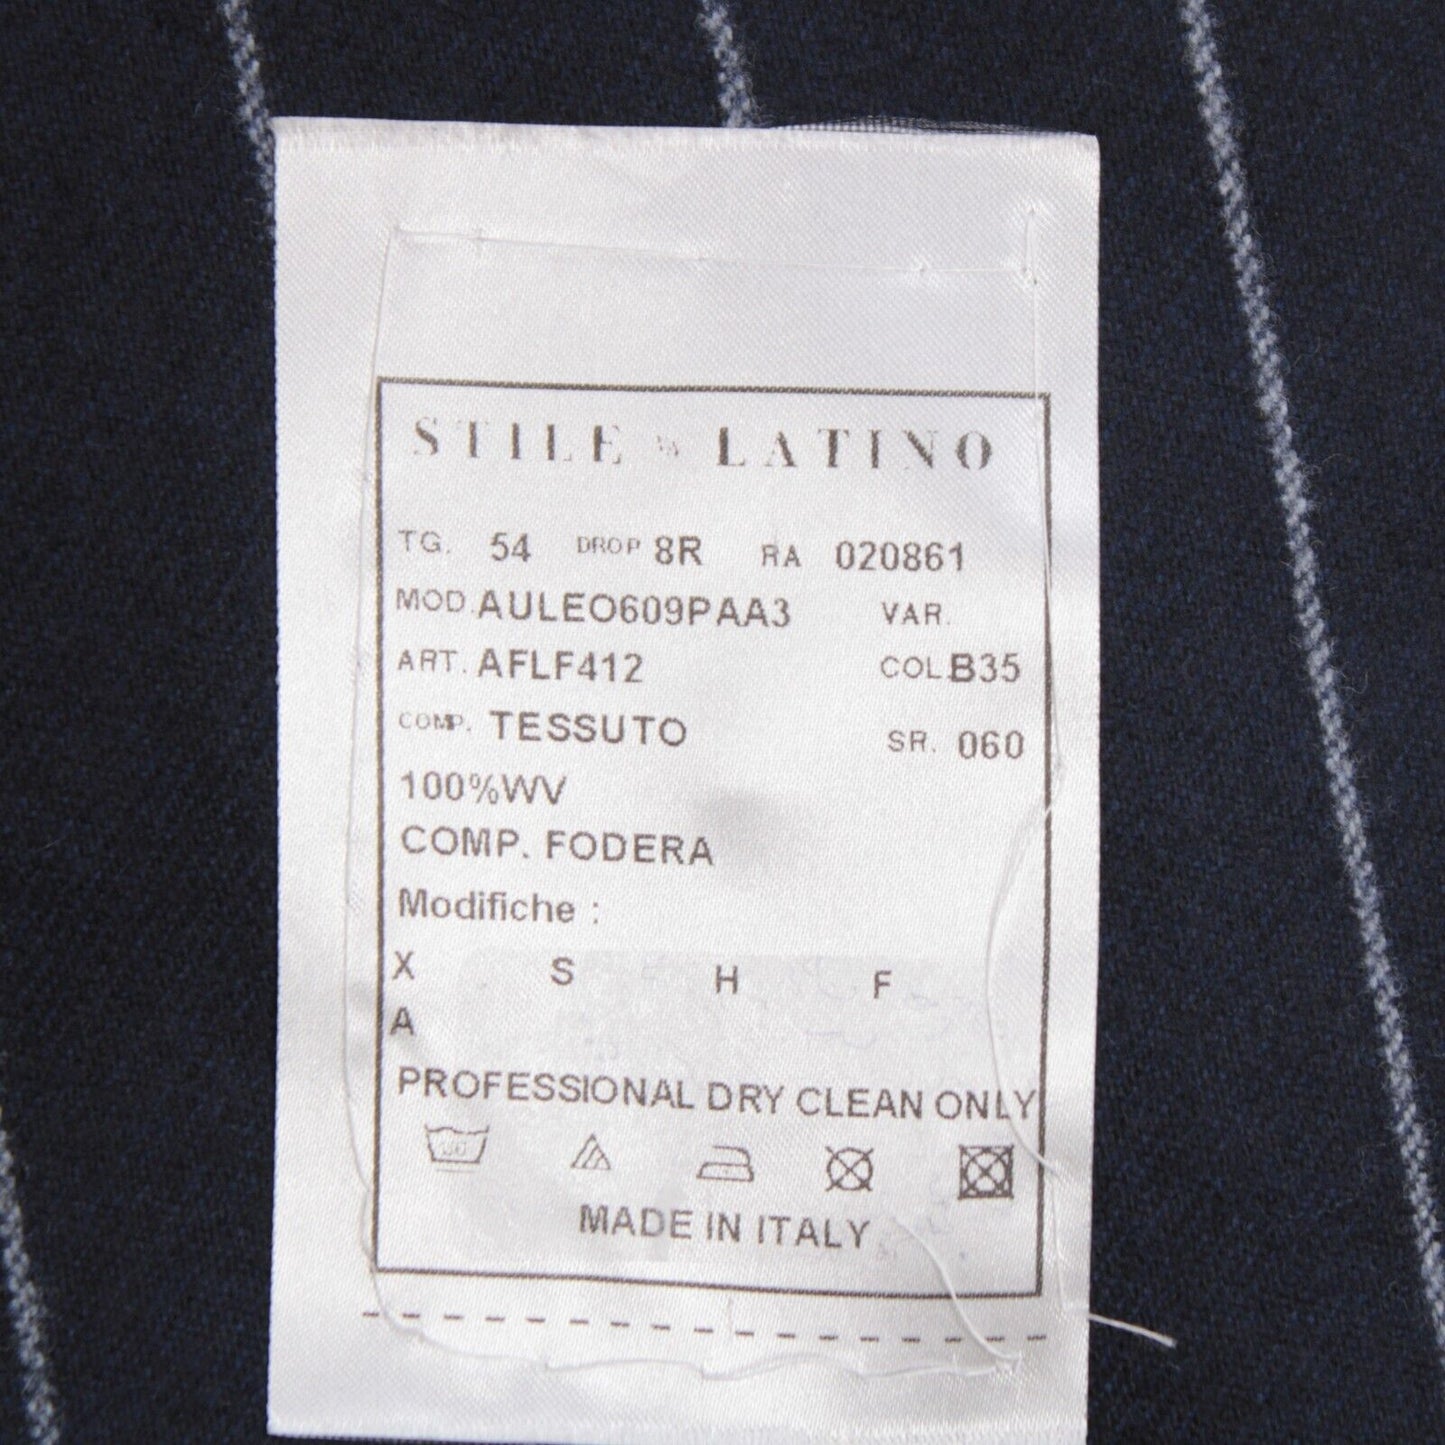 STILE LATINO
TG. 54 DROP 8R RA 020861
MOD. AULEO609PAA3 VAR.
ART. AFLF412 COL. B35
COMP. TESSUTO SR. 060
100%WV
COMP. FODERA
Modifiche :
X S H F
A
PROFESSIONAL DRY CLEAN ONLY
30
MADE IN ITALY